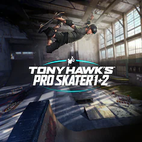 TONY HAWK'S
PRO SKATER 1+2